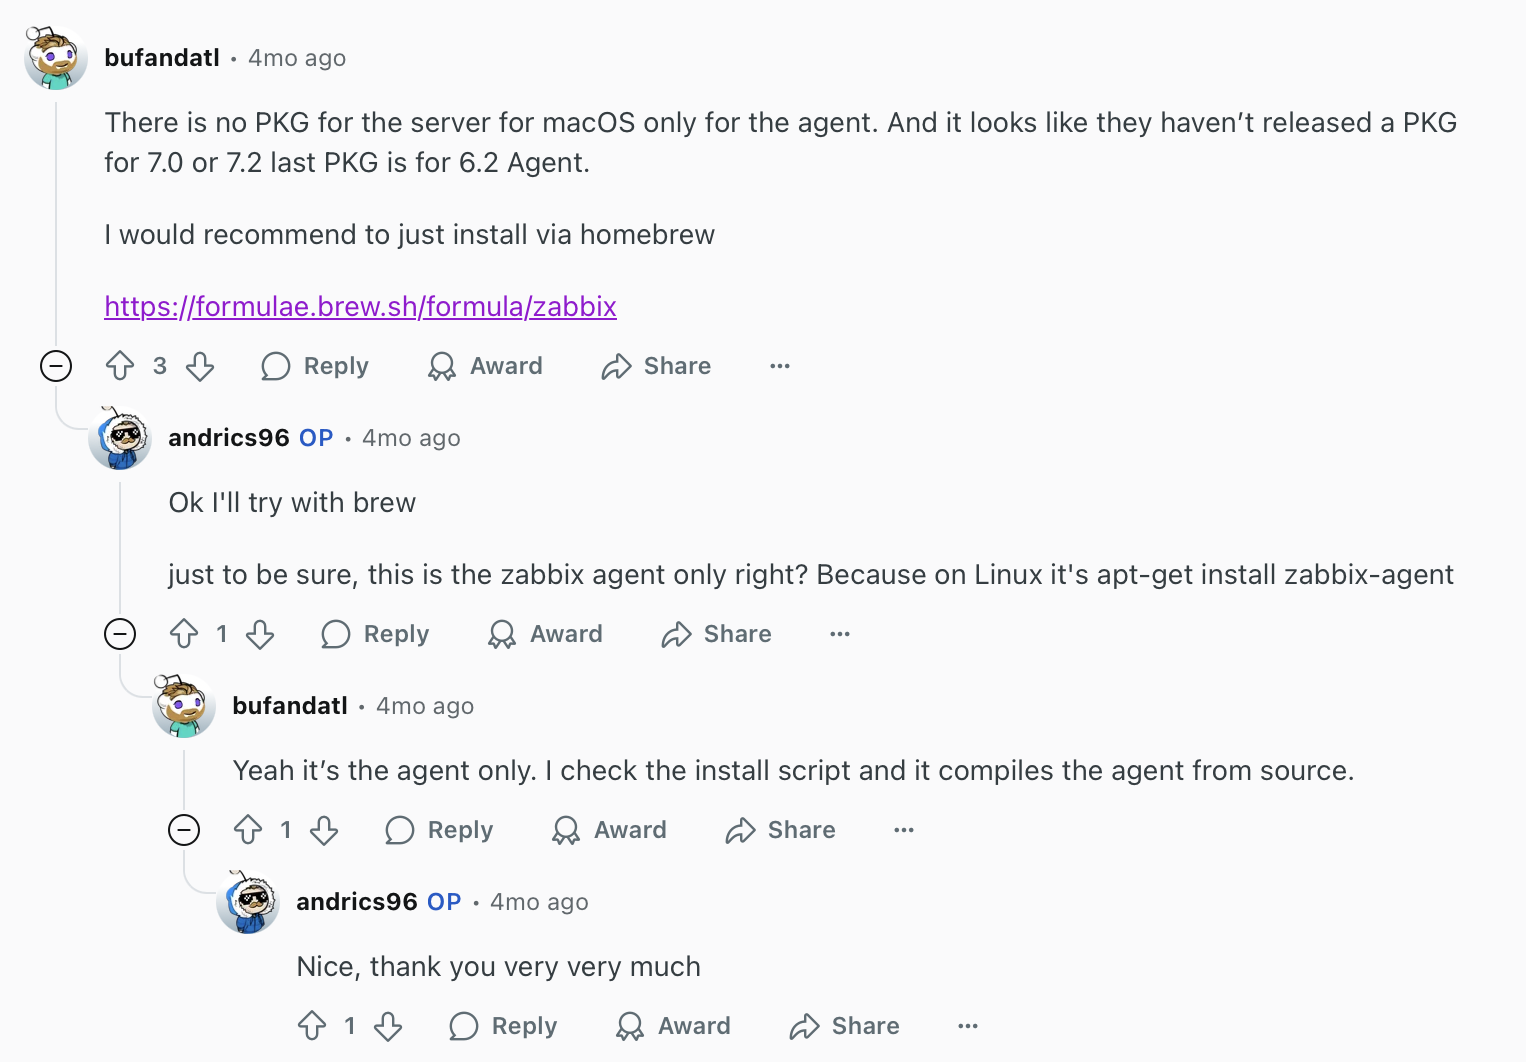 bufandatl • 4mo ago
There is no PKG for the server for macOS only for the agent. And it looks like they haven’t released a PKG
for 7.0 or 7.2 last PKG is for 6.2 Agent.
I would recommend to just install via homebrew
https://formulae.brew.sh/formula/zabbix
3 Reply Award Share ···
andrics96 OP • 4mo ago
Ok I'll try with brew
just to be sure, this is the zabbix agent only right? Because on Linux it's apt-get install zabbix-agent
1 Reply Award Share ···
bufandatl • 4mo ago
Yeah it’s the agent only. I check the install script and it compiles the agent from source.
1 Reply Award Share ···
andrics96 OP • 4mo ago
Nice, thank you very very much
1 Reply Award Share ···